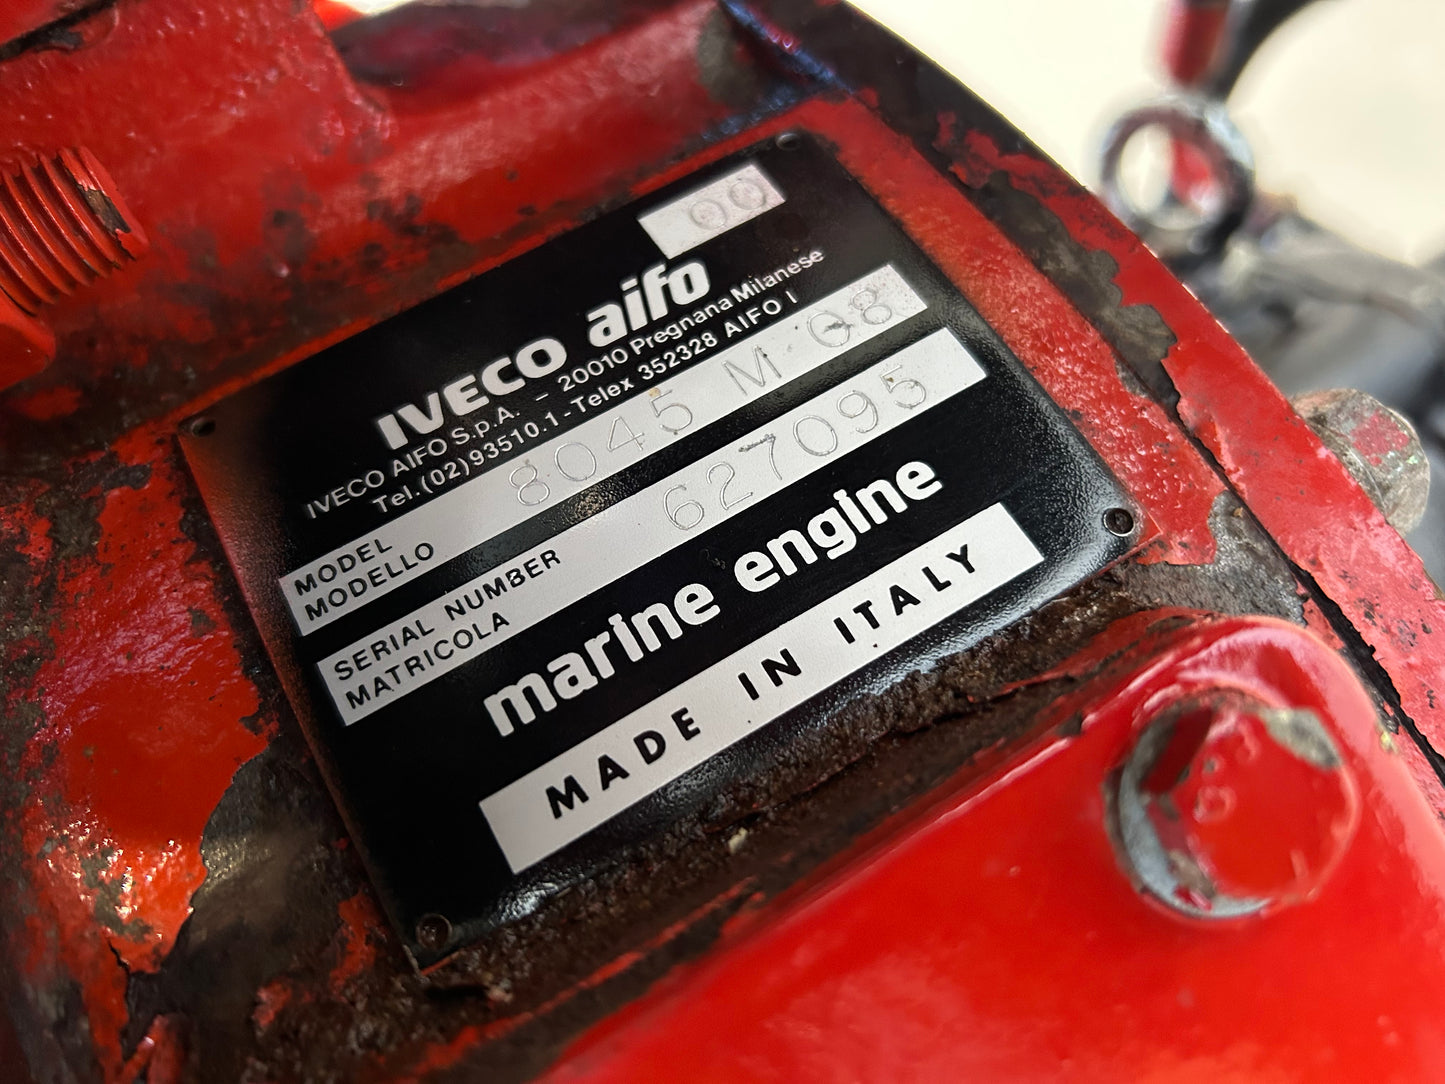 00
IVECO aifo
IVECO AIFO S.p.A. - 20010 Pregnana Milanese
Tel.(02)93510.1-Telex 352328 AIFO I
MODEL
MODELLO
8045 M 08
SERIAL NUMBER
MATRICOLA
627095
marine engine
MADE IN ITALY